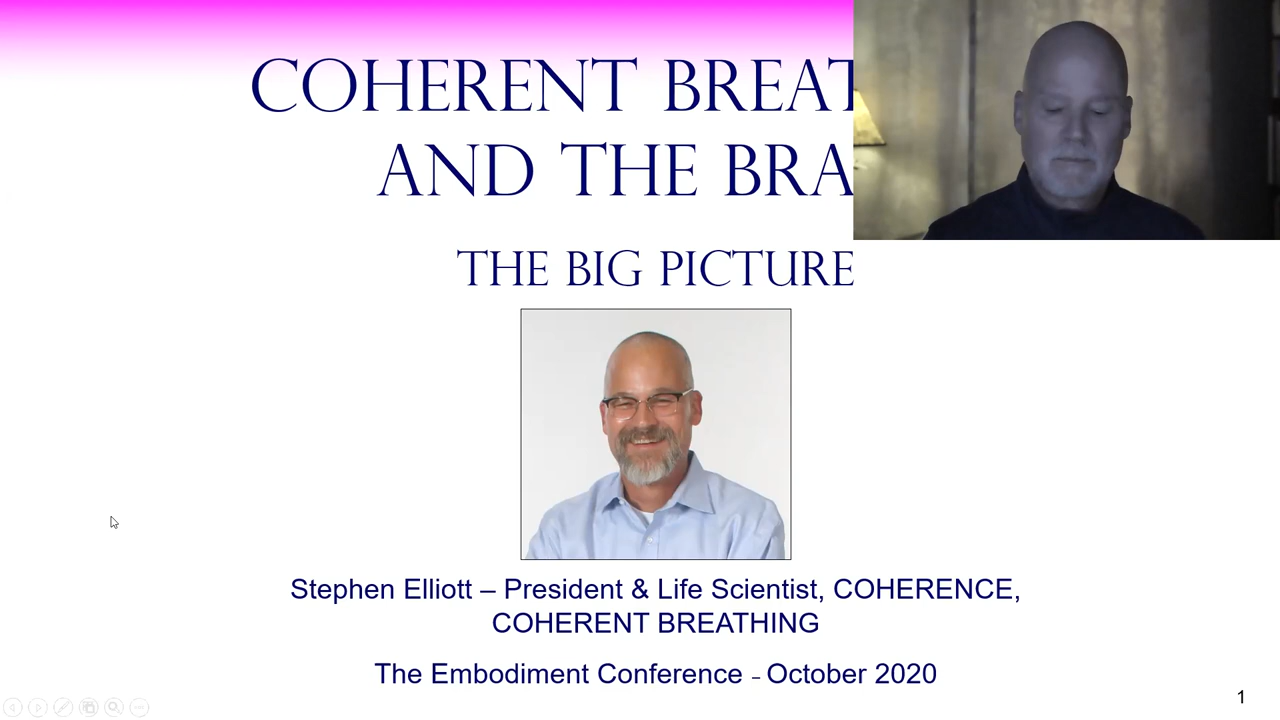 COHERENT BREAT
AND THE BRA
THE BIG PICTURE
Stephen Elliott – President & Life Scientist, COHERENCE,
COHERENT BREATHING
The Embodiment Conference – October 2020
1